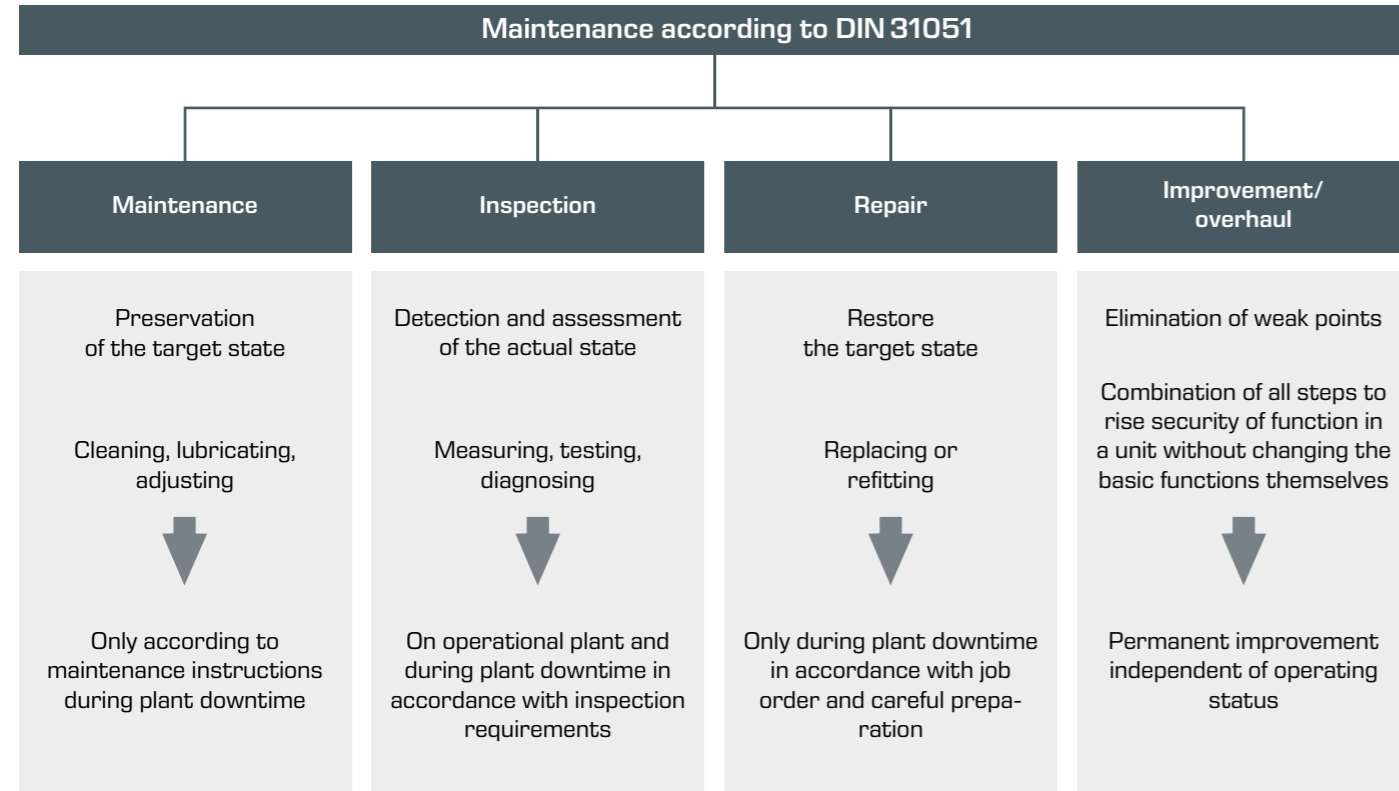 Maintenance according to DIN 31051
Maintenance
Inspection
Repair
Improvement/
overhaul
Preservation
of the target state
Cleaning, lubricating,
adjusting
Only according to
maintenance instructions
during plant downtime
Detection and assessment
of the actual state
Measuring, testing,
diagnosing
On operational plant and
during plant downtime in
accordance with inspection
requirements
Restore
the target state
Replacing or
refitting
Only during plant downtime
in accordance with job
order and careful prepa-
ration
Elimination of weak points
Combination of all steps to
rise security of function in
a unit without changing the
basic functions themselves
Permanent improvement
independent of operating
status